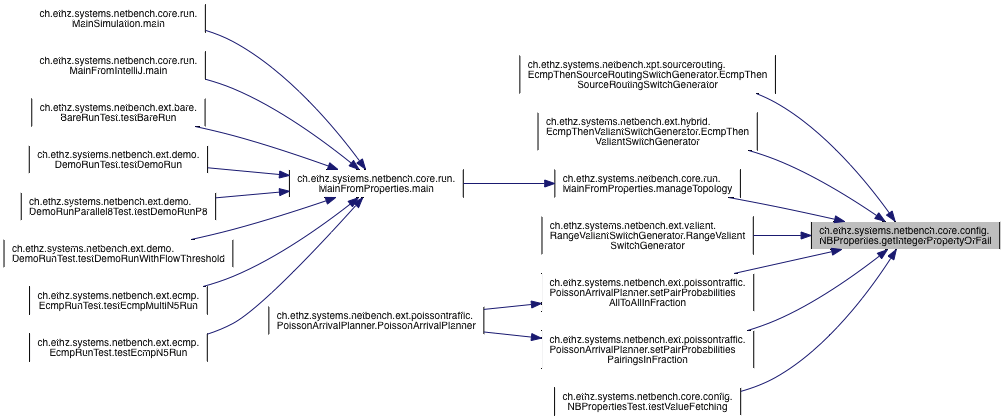 ch.ethz.systems.netbench.core.run.
MainSimulation.main
ch.ethz.systems.netbench.core.run.
MainFromIntelliJ.main
ch.ethz.systems.netbench.ext.bare.
BareRunTest.testBareRun
ch.ethz.systems.netbench.ext.demo.
DemoRunTest.testDemoRun
ch.ethz.systems.netbench.ext.demo.
DemoRunParallel8Test.testDemoRunP8
ch.ethz.systems.netbench.ext.demo.
DemoRunTest.testDemoRunWithFlowThreshold
ch.ethz.systems.netbench.ext.ecmp.
EcmpRunTest.testEcmpMultiN5Run
ch.ethz.systems.netbench.ext.ecmp.
EcmpRunTest.testEcmpN5Run
ch.ethz.systems.netbench.core.run.
MainFromProperties.main
ch.ethz.systems.netbench.ext.poissontraffic.
PoissonArrivalPlanner.PoissonArrivalPlanner
ch.ethz.systems.netbench.xpt.sourcerouting.
EcmpThenSourceRoutingSwitchGenerator.EcmpThen
SourceRoutingSwitchGenerator
ch.ethz.systems.netbench.ext.hybrid.
EcmpThenValiantSwitchGenerator.EcmpThen
ValiantSwitchGenerator
ch.ethz.systems.netbench.core.run.
MainFromProperties.manageTopology
ch.ethz.systems.netbench.ext.valiant.
RangeValiantSwitchGenerator.RangeValiant
SwitchGenerator
ch.ethz.systems.netbench.ext.poissontraffic.
PoissonArrivalPlanner.setPairProbabilities
AllToAllInFraction
ch.ethz.systems.netbench.ext.poissontraffic.
PoissonArrivalPlanner.setPairProbabilities
PairingsInFraction
ch.ethz.systems.netbench.core.config.
NBPropertiesTest.testValueFetching
ch.ethz.systems.netbench.core.config.
NBProperties.getIntegerPropertyOrFail